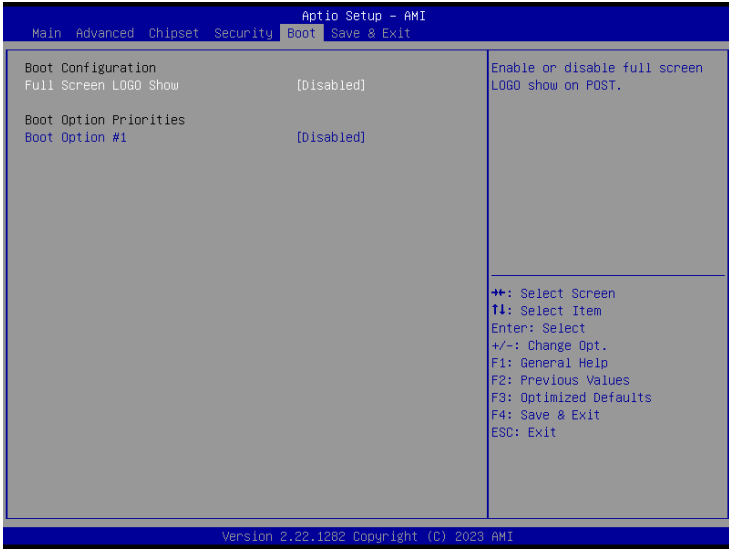 Aptio Setup – AMI
Main Advanced Chipset Security Boot Save & Exit
Boot Configuration
Full Screen LOGO Show [Disabled]
Boot Option Priorities
Boot Option #1 [Disabled]
Enable or disable full screen
LOGO show on POST.
→←: Select Screen
↑↓: Select Item
Enter: Select
+/-: Change Opt.
F1: General Help
F2: Previous Values
F3: Optimized Defaults
F4: Save & Exit
ESC: Exit
Version 2.22.1282 Copyright (C) 2023 AMI